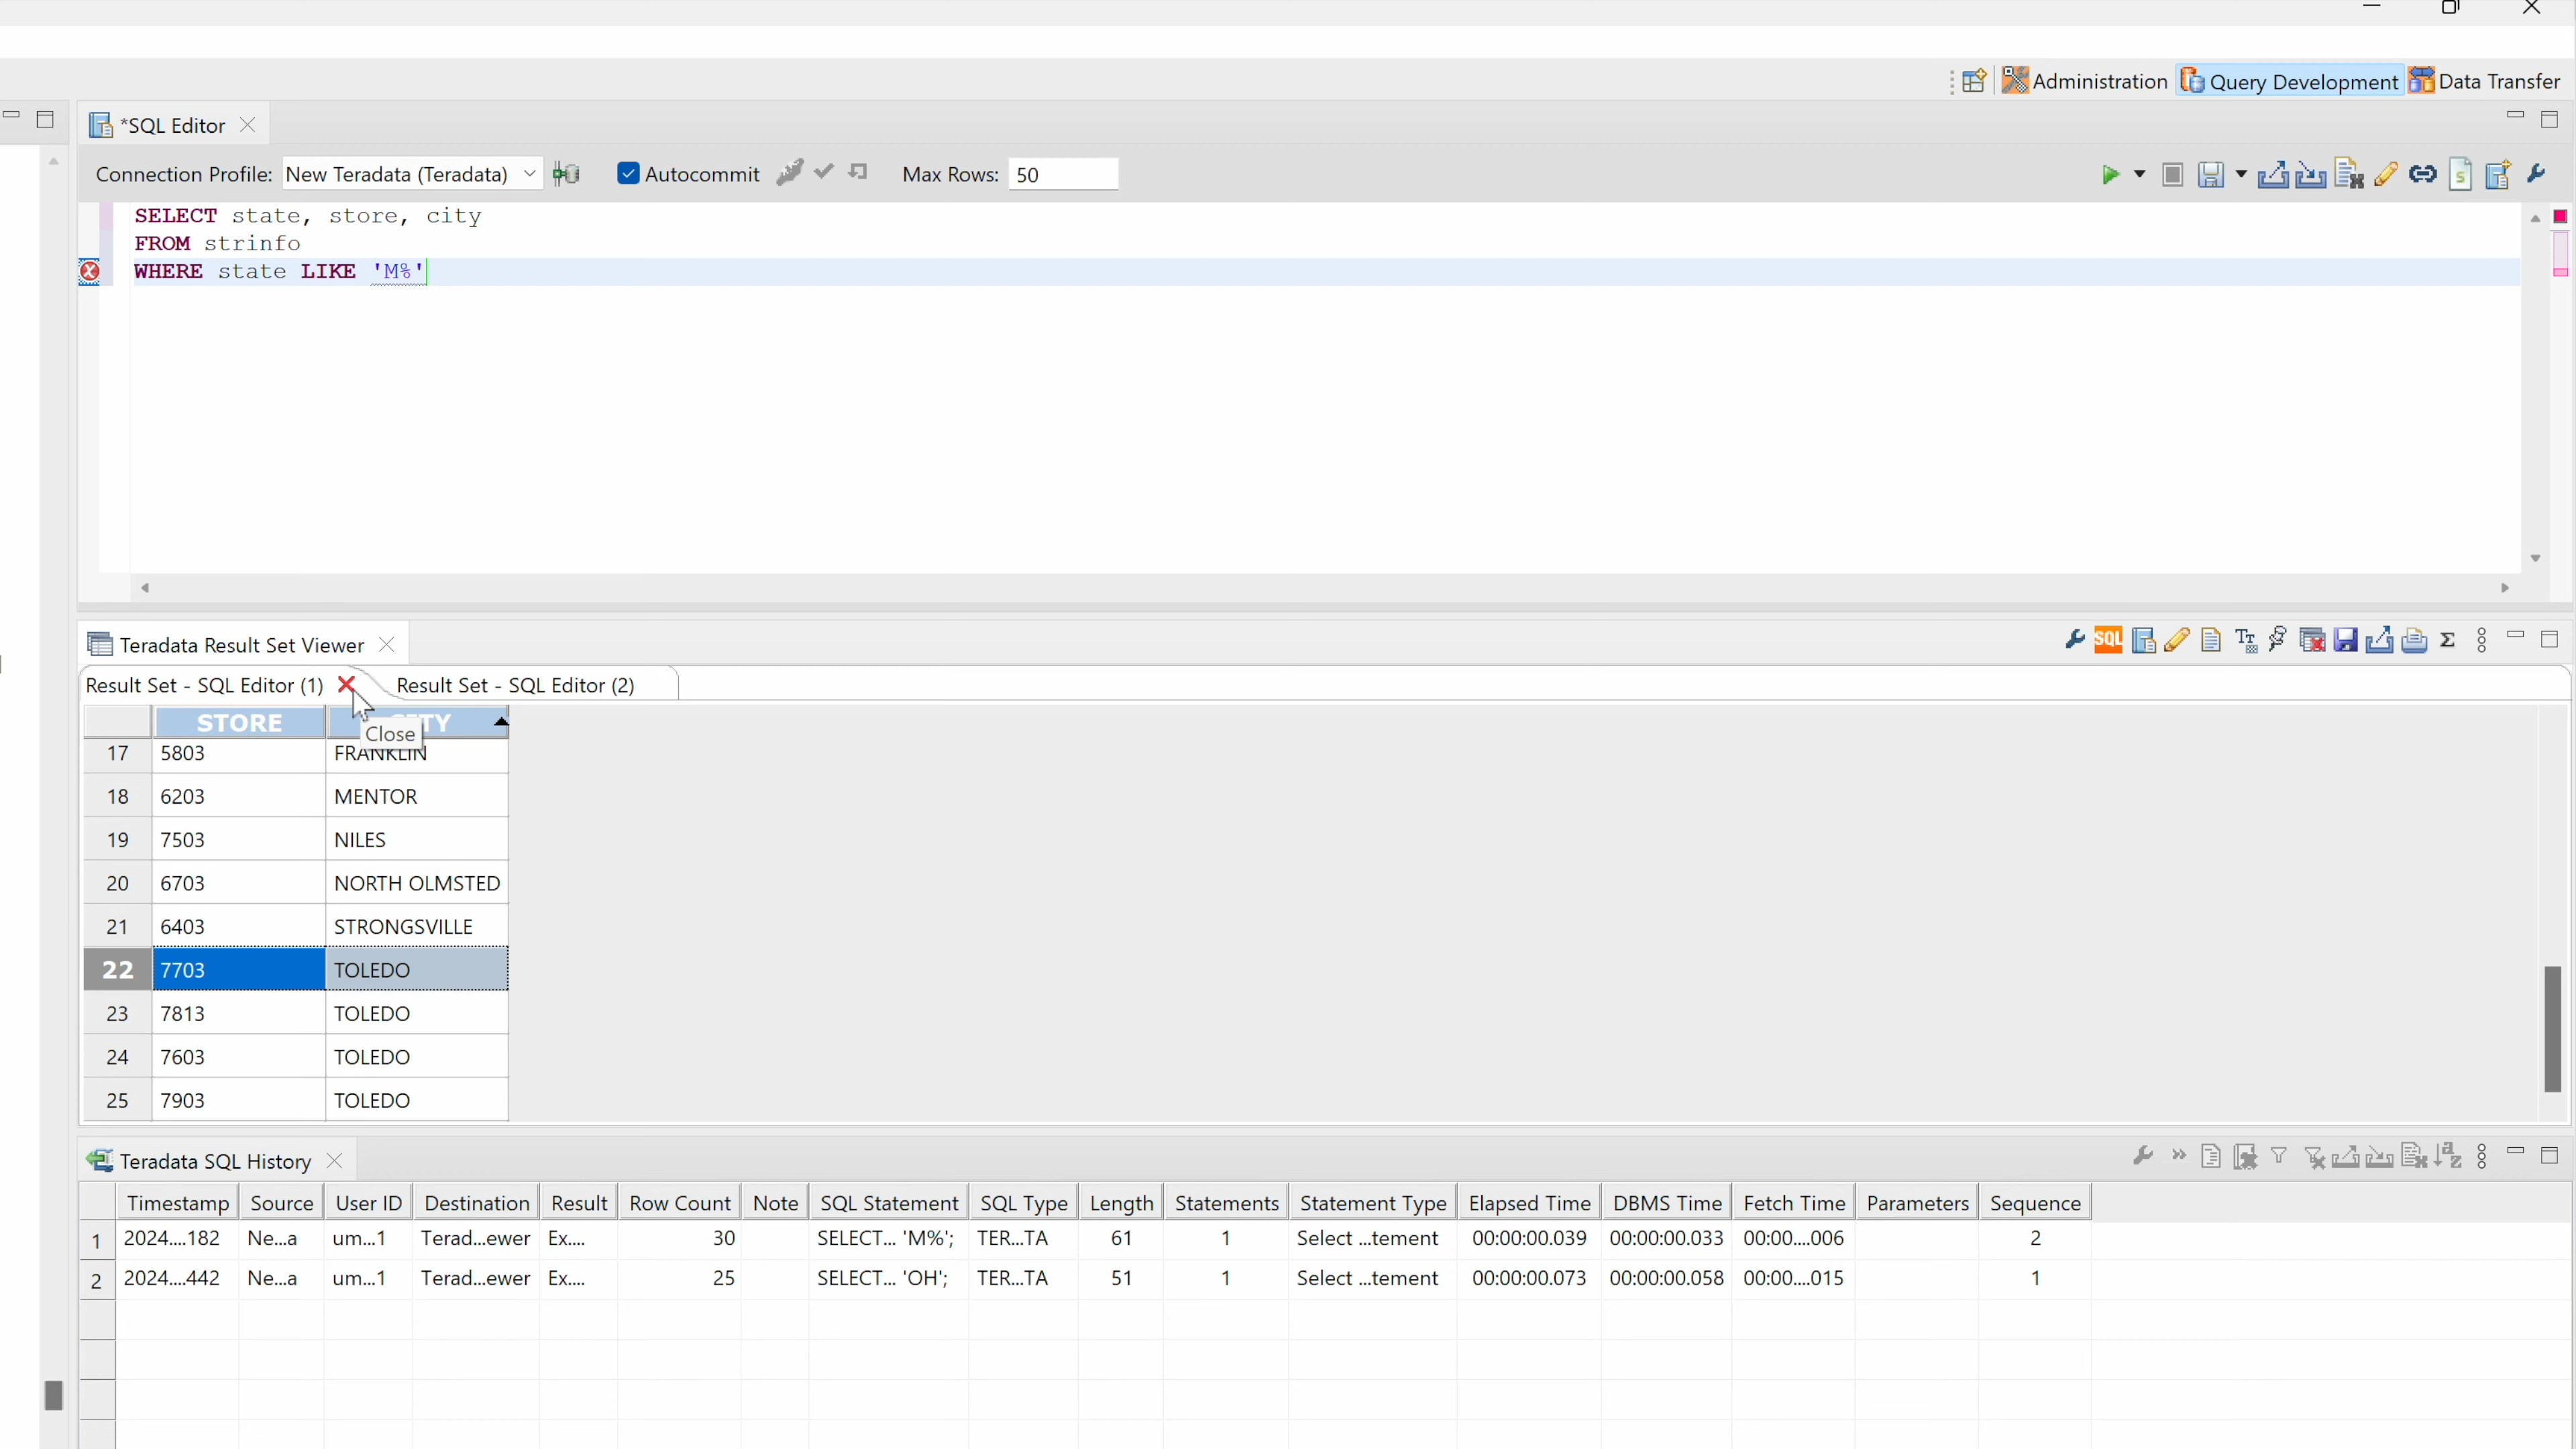 Administration Query Development Data Transfer
*SQL Editor
Connection Profile: New Teradata (Teradata) Autocommit Max Rows: 50
SELECT state, store, city
FROM strinfo
WHERE state LIKE 'M%'
Teradata Result Set Viewer
SQL
Result Set - SQL Editor (1) Result Set - SQL Editor (2)
STORE
Close
17 5803 FRANKLIN
18 6203 MENTOR
19 7503 NILES
20 6703 NORTH OLMSTED
21 6403 STRONGSVILLE
22 7703 TOLEDO
23 7813 TOLEDO
24 7603 TOLEDO
25 7903 TOLEDO
Teradata SQL History
Timestamp Source User ID Destination Result Row Count Note SQL Statement SQL Type Length Statements Statement Type Elapsed Time DBMS Time Fetch Time Parameters Sequence
1 2024....182 Ne...a um...1 Terad...ewer Ex.... 30 SELECT... 'M%'; TER...TA 61 1 Select ...tement 00:00:00.039 00:00:00.033 00:00....006 2
2 2024....442 Ne...a um...1 Terad...ewer Ex.... 25 SELECT... 'OH'; TER...TA 51 1 Select ...tement 00:00:00.073 00:00:00.058 00:00....015 1